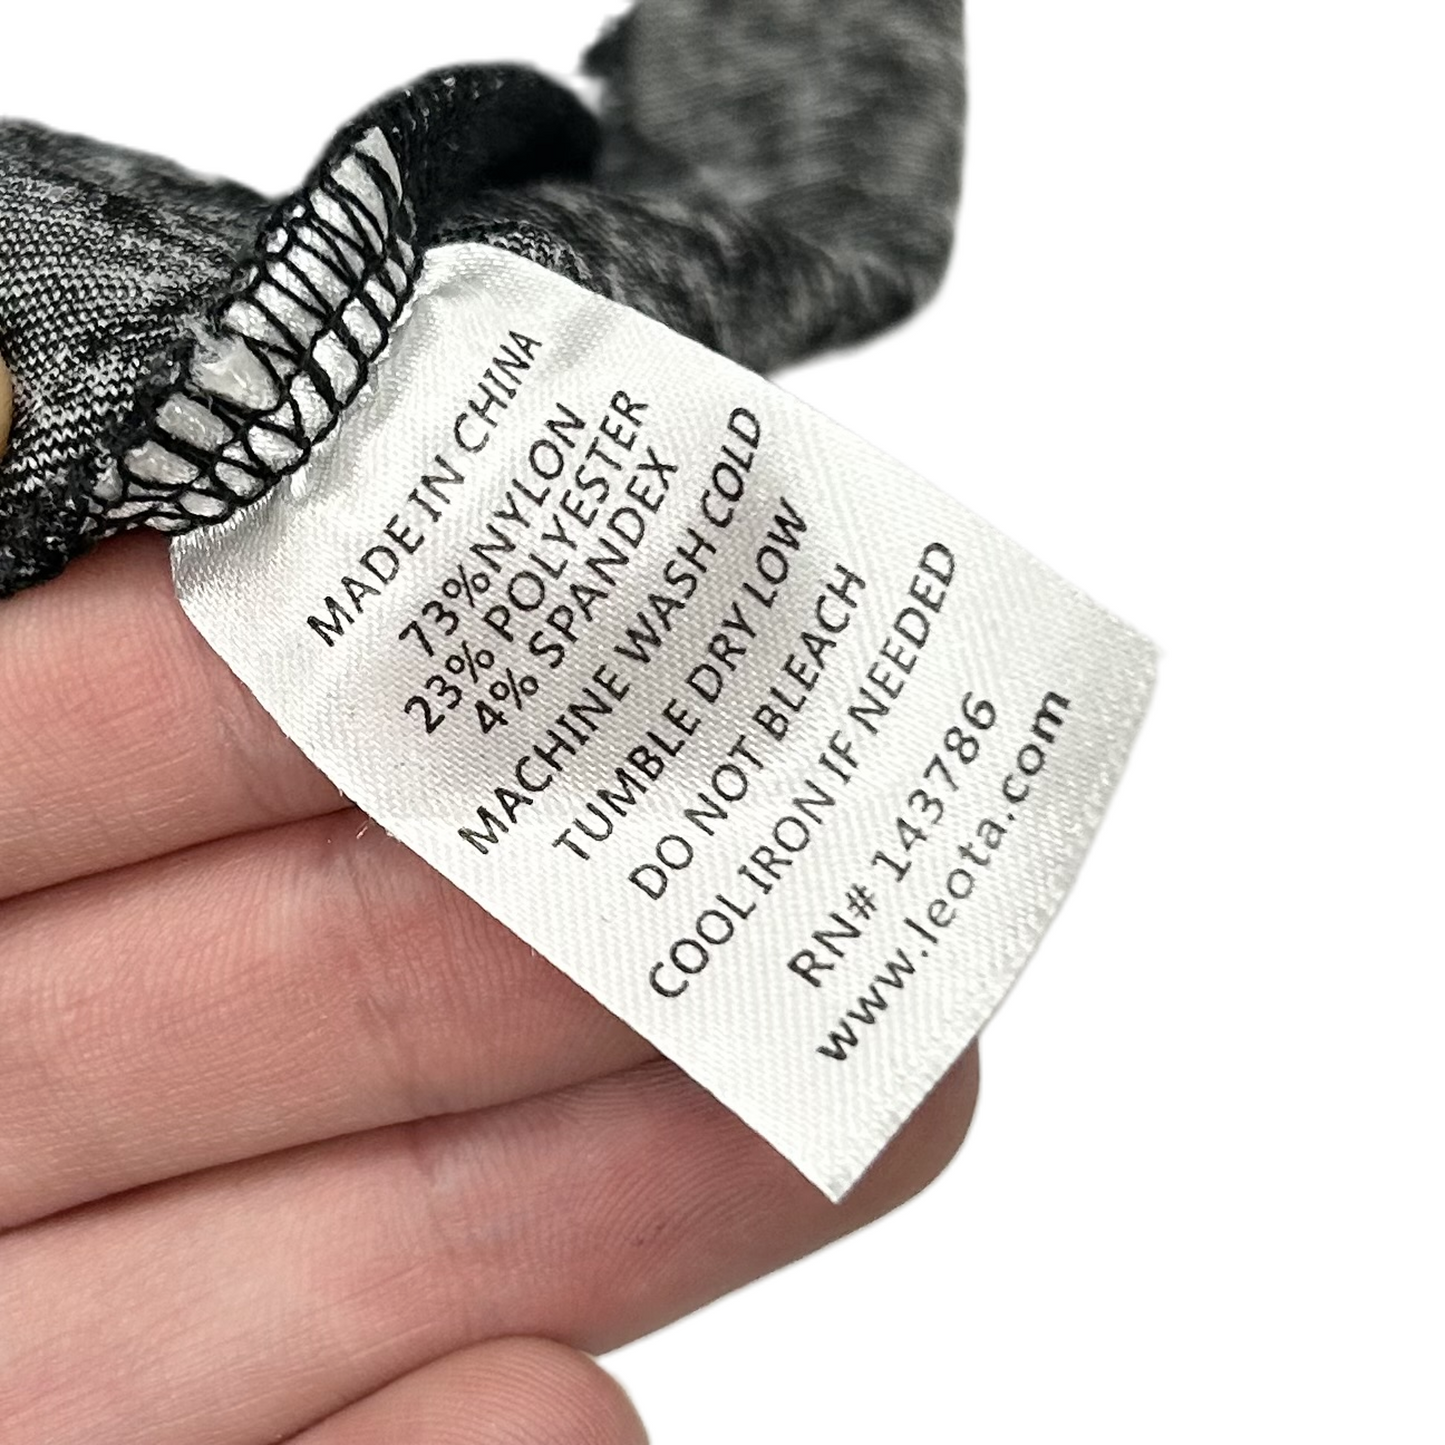 MADE IN CHINA
73%NYLON
23% POLYESTER
4% SPANDEX
MACHINE WASH COLD
TUMBLE DRY LOW
DO NOT BLEACH
COOL IRON IF NEEDED
RN# 143786
www.leota.com